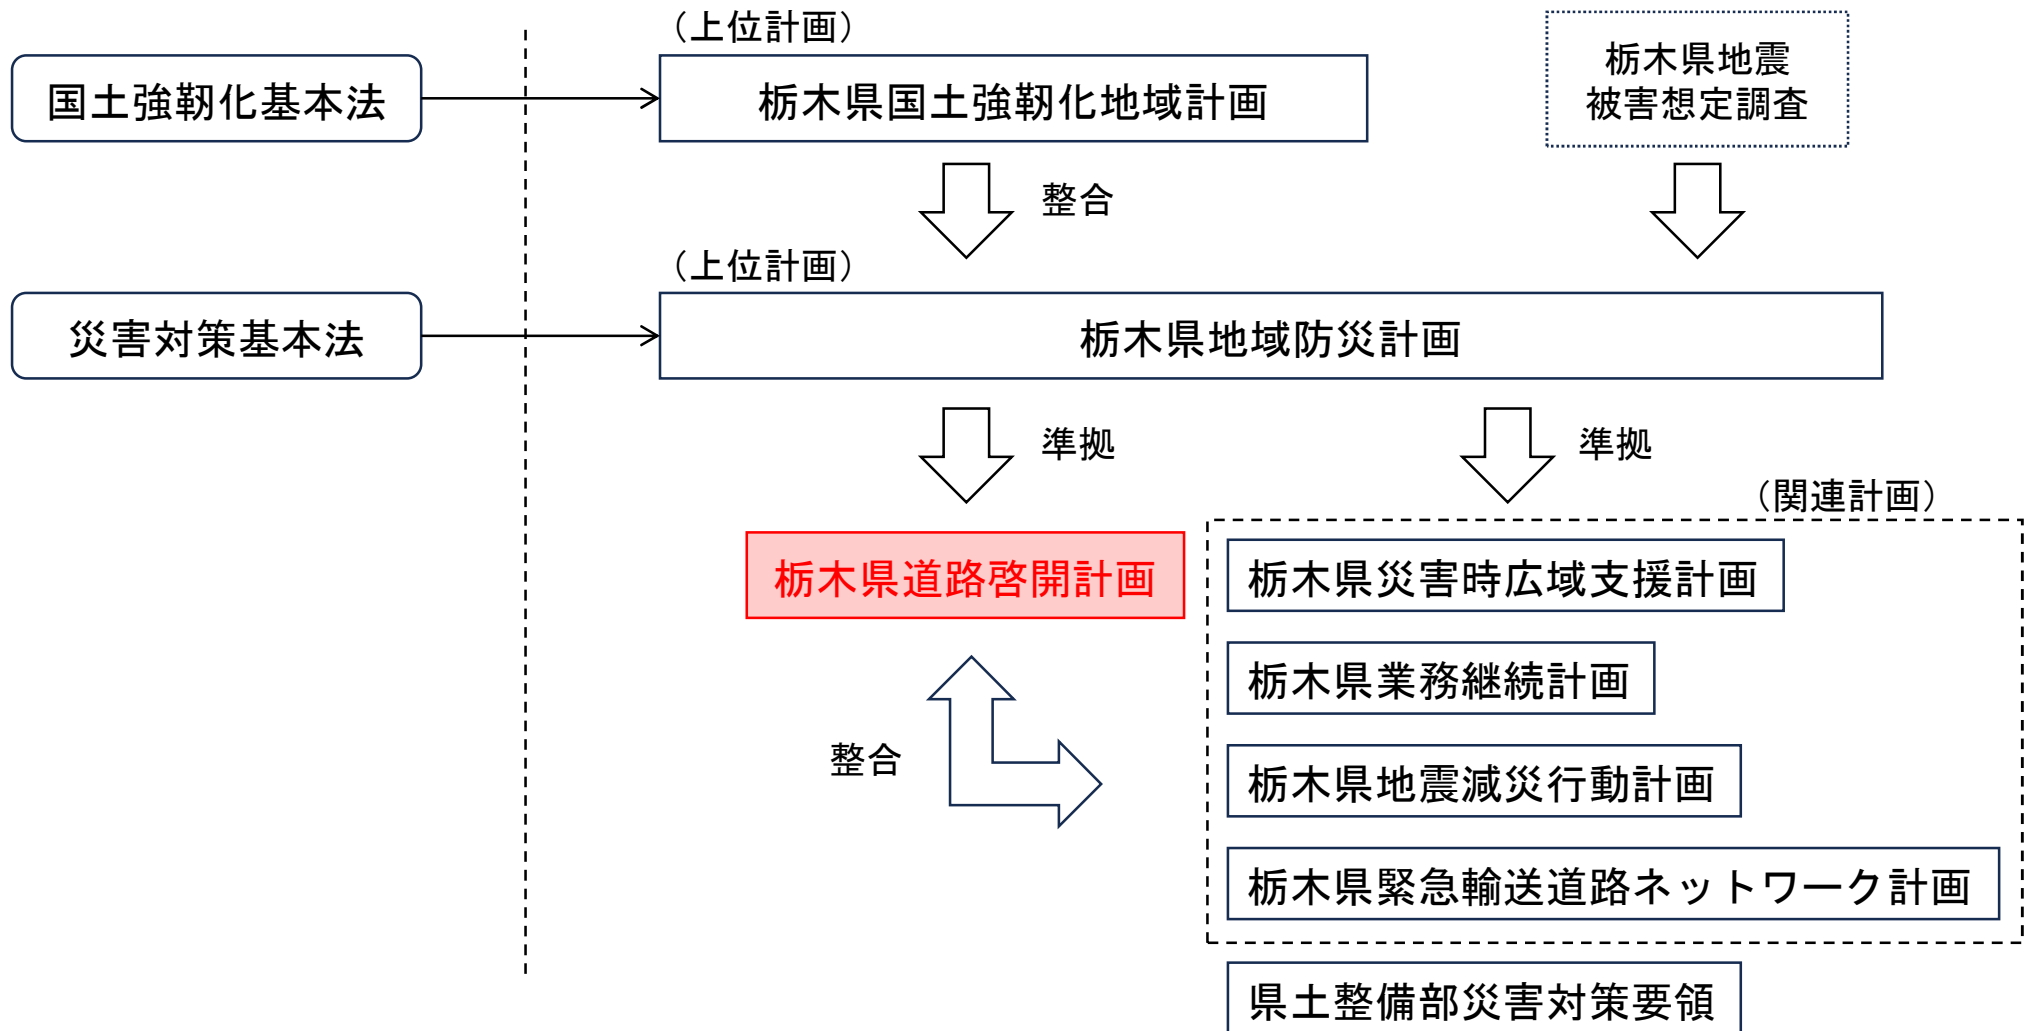 （上位計画）
国土強靭化基本法
栃木県国土強靭化地域計画
栃木県地震
被害想定調査
整合
（上位計画）
災害対策基本法
栃木県地域防災計画
準拠
準拠
（関連計画）
栃木県道路啓開計画
栃木県災害時広域支援計画
栃木県業務継続計画
整合
栃木県地震減災行動計画
栃木県緊急輸送道路ネットワーク計画
県土整備部災害対策要領